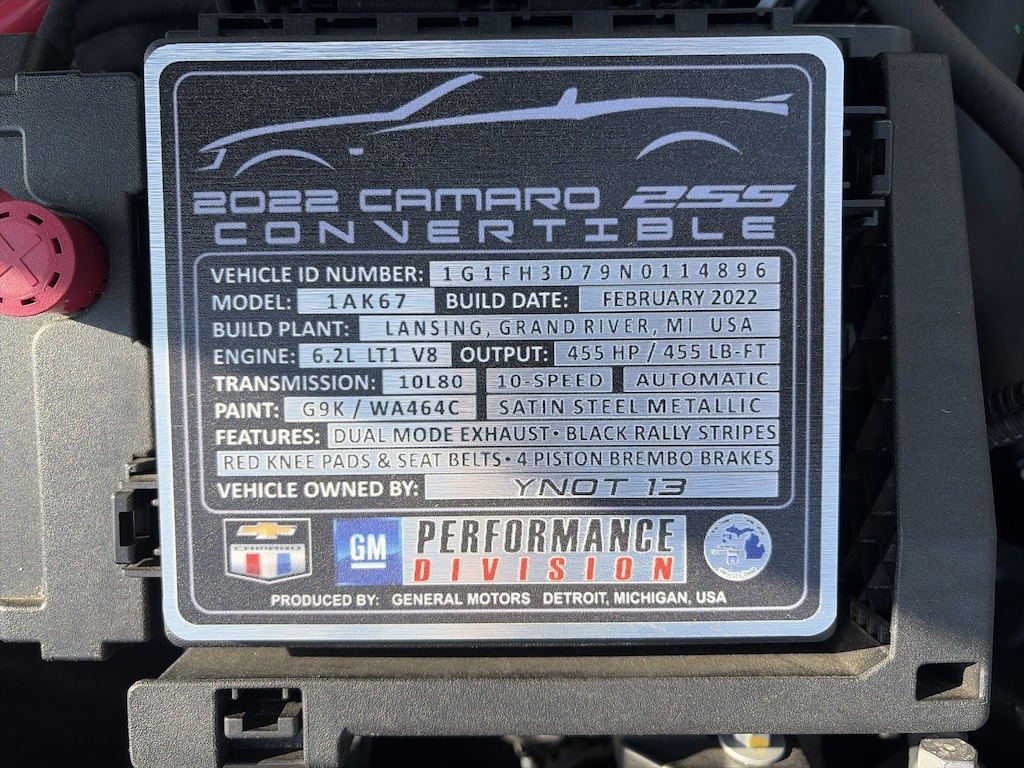 2022 CAMARO 2SS
CONVERTIBLE
VEHICLE ID NUMBER: 1G1FH3D79N0114896
MODEL: 1AK67 BUILD DATE: FEBRUARY 2022
BUILD PLANT: LANSING, GRAND RIVER, MI USA
ENGINE: 6.2L LT1 V8 OUTPUT: 455 HP / 455 LB-FT
TRANSMISSION: 10L80 10-SPEED AUTOMATIC
PAINT: G9K / WA464C SATIN STEEL METALLIC
FEATURES: DUAL MODE EXHAUST • BLACK RALLY STRIPES
RED KNEE PADS & SEAT BELTS • 4 PISTON BREMBO BRAKES
VEHICLE OWNED BY: YNOT 13
CAMARO
GM
PERFORMANCE
DIVISION
PRODUCED BY: GENERAL MOTORS DETROIT, MICHIGAN, USA